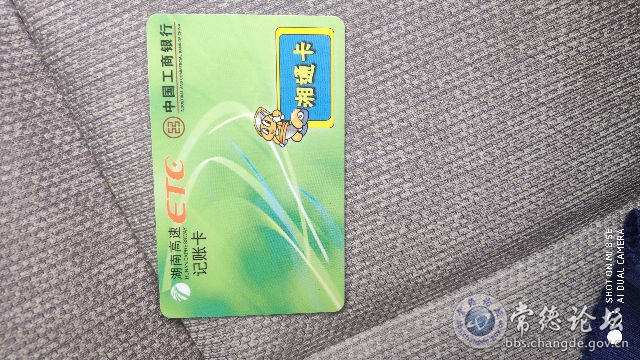 中国工商银行
湘通卡
湖南高速
ETC
记账卡
SHOT ON MI 8 SE
AI DUAL CAMERA
常德论坛
bbs.changde.gov.cn